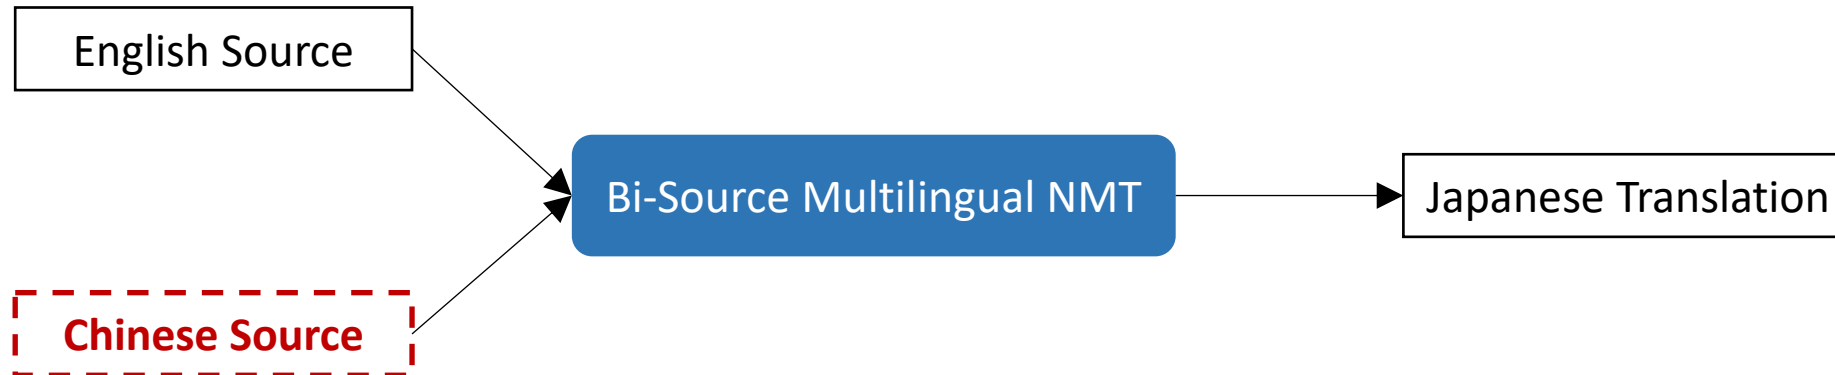 English Source
Bi-Source Multilingual NMT
Japanese Translation
Chinese Source